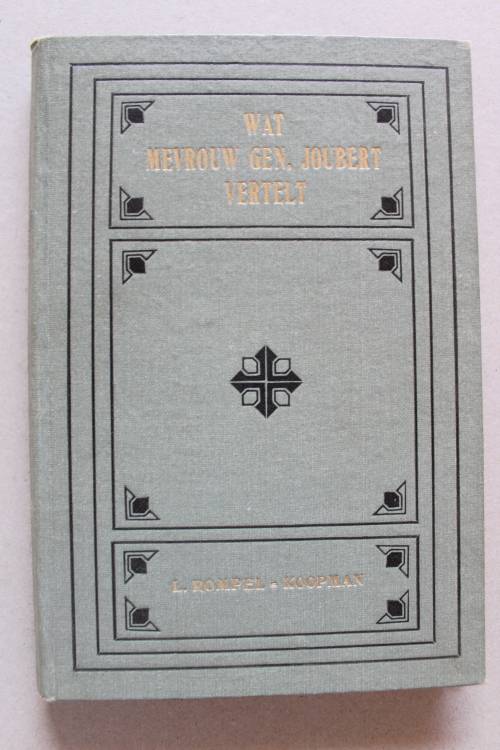 WAT
MEVROUW GEN. JOUBERT
VERTELT
L. ROMPEL - KOOPMAN